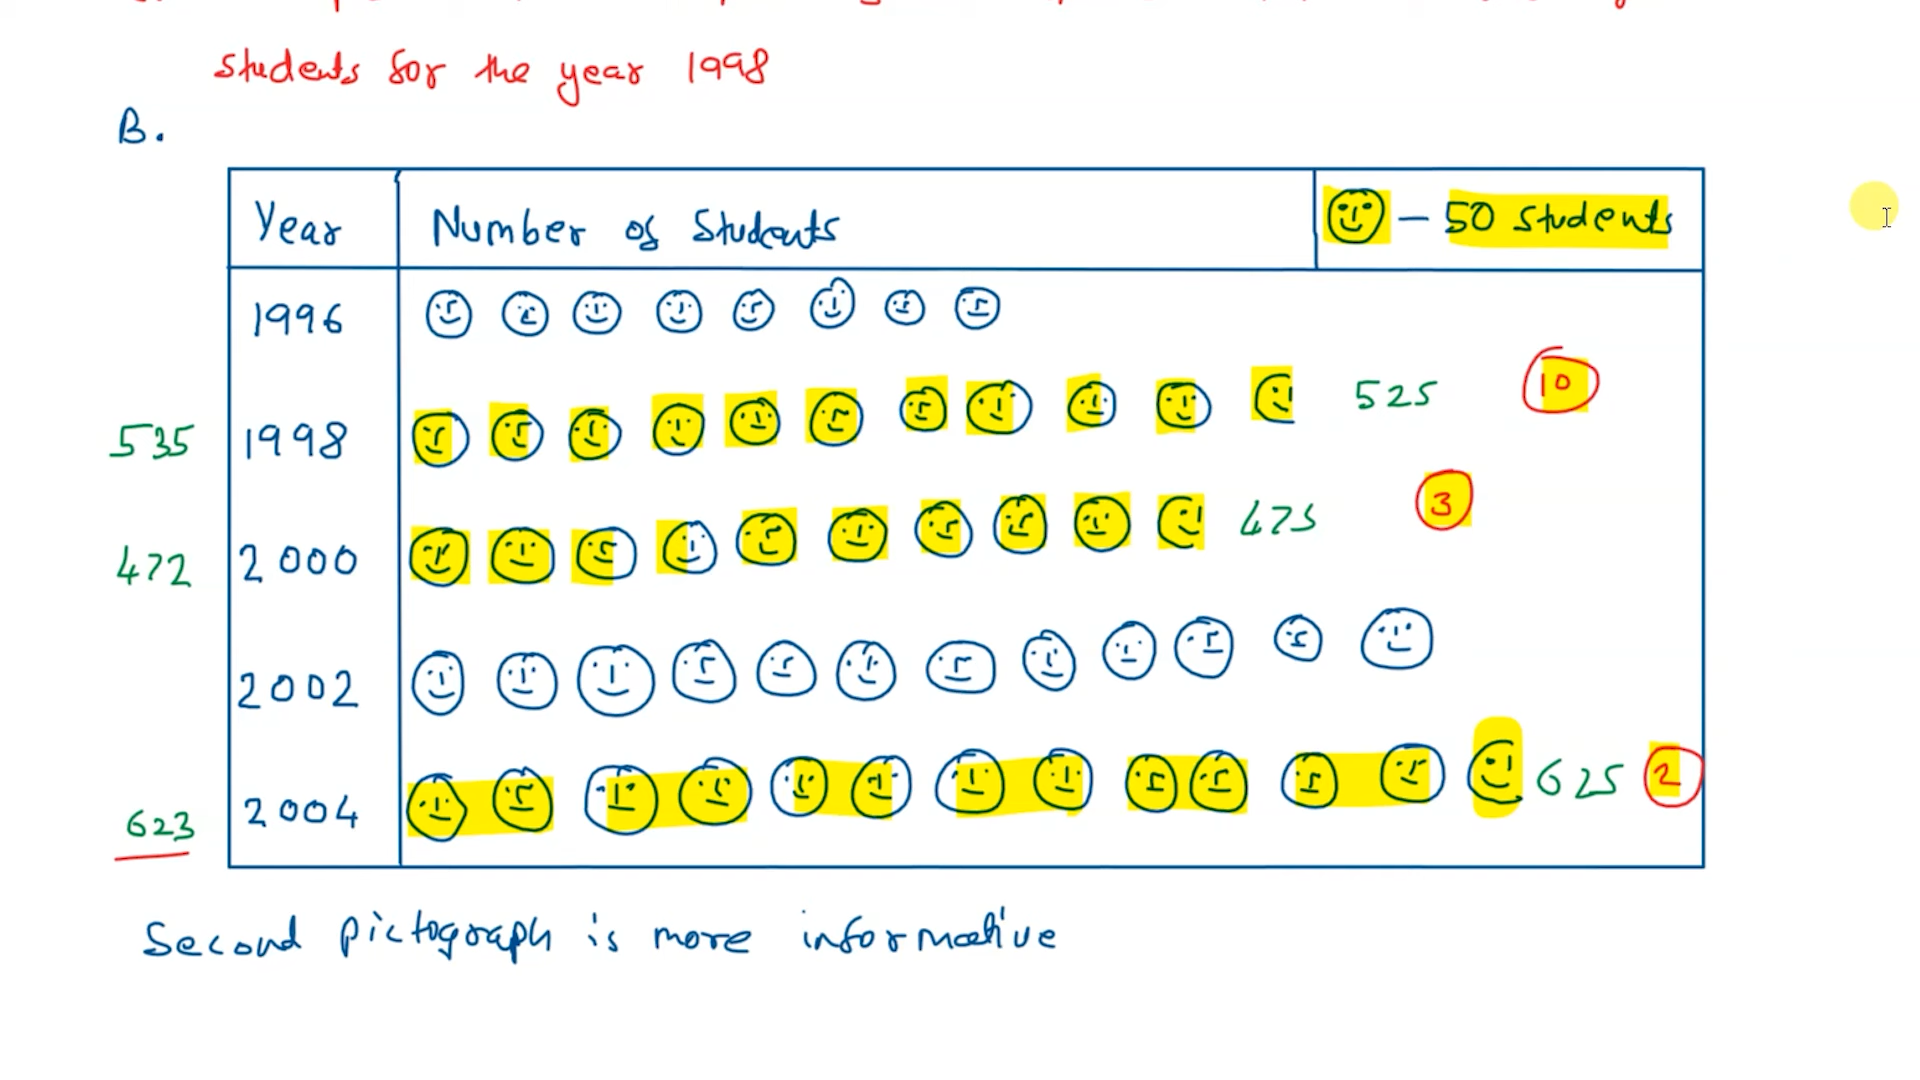 students for the year 1998
B.
Year Number of Students - 50 students
1996
535 1998 525 10
472 2000 475 3
2002
623 2004 625 2
Second pictograph is more informative